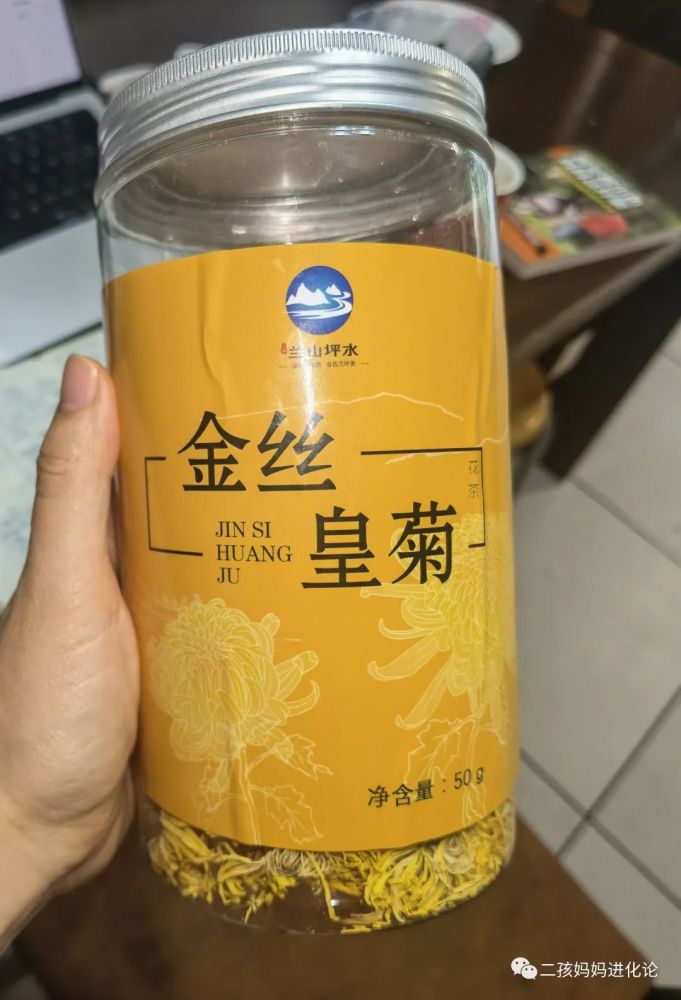 兰山坪水
金丝
花茶
JIN SI
HUANG
JU
皇菊
净含量：50g
二孩妈妈进化论